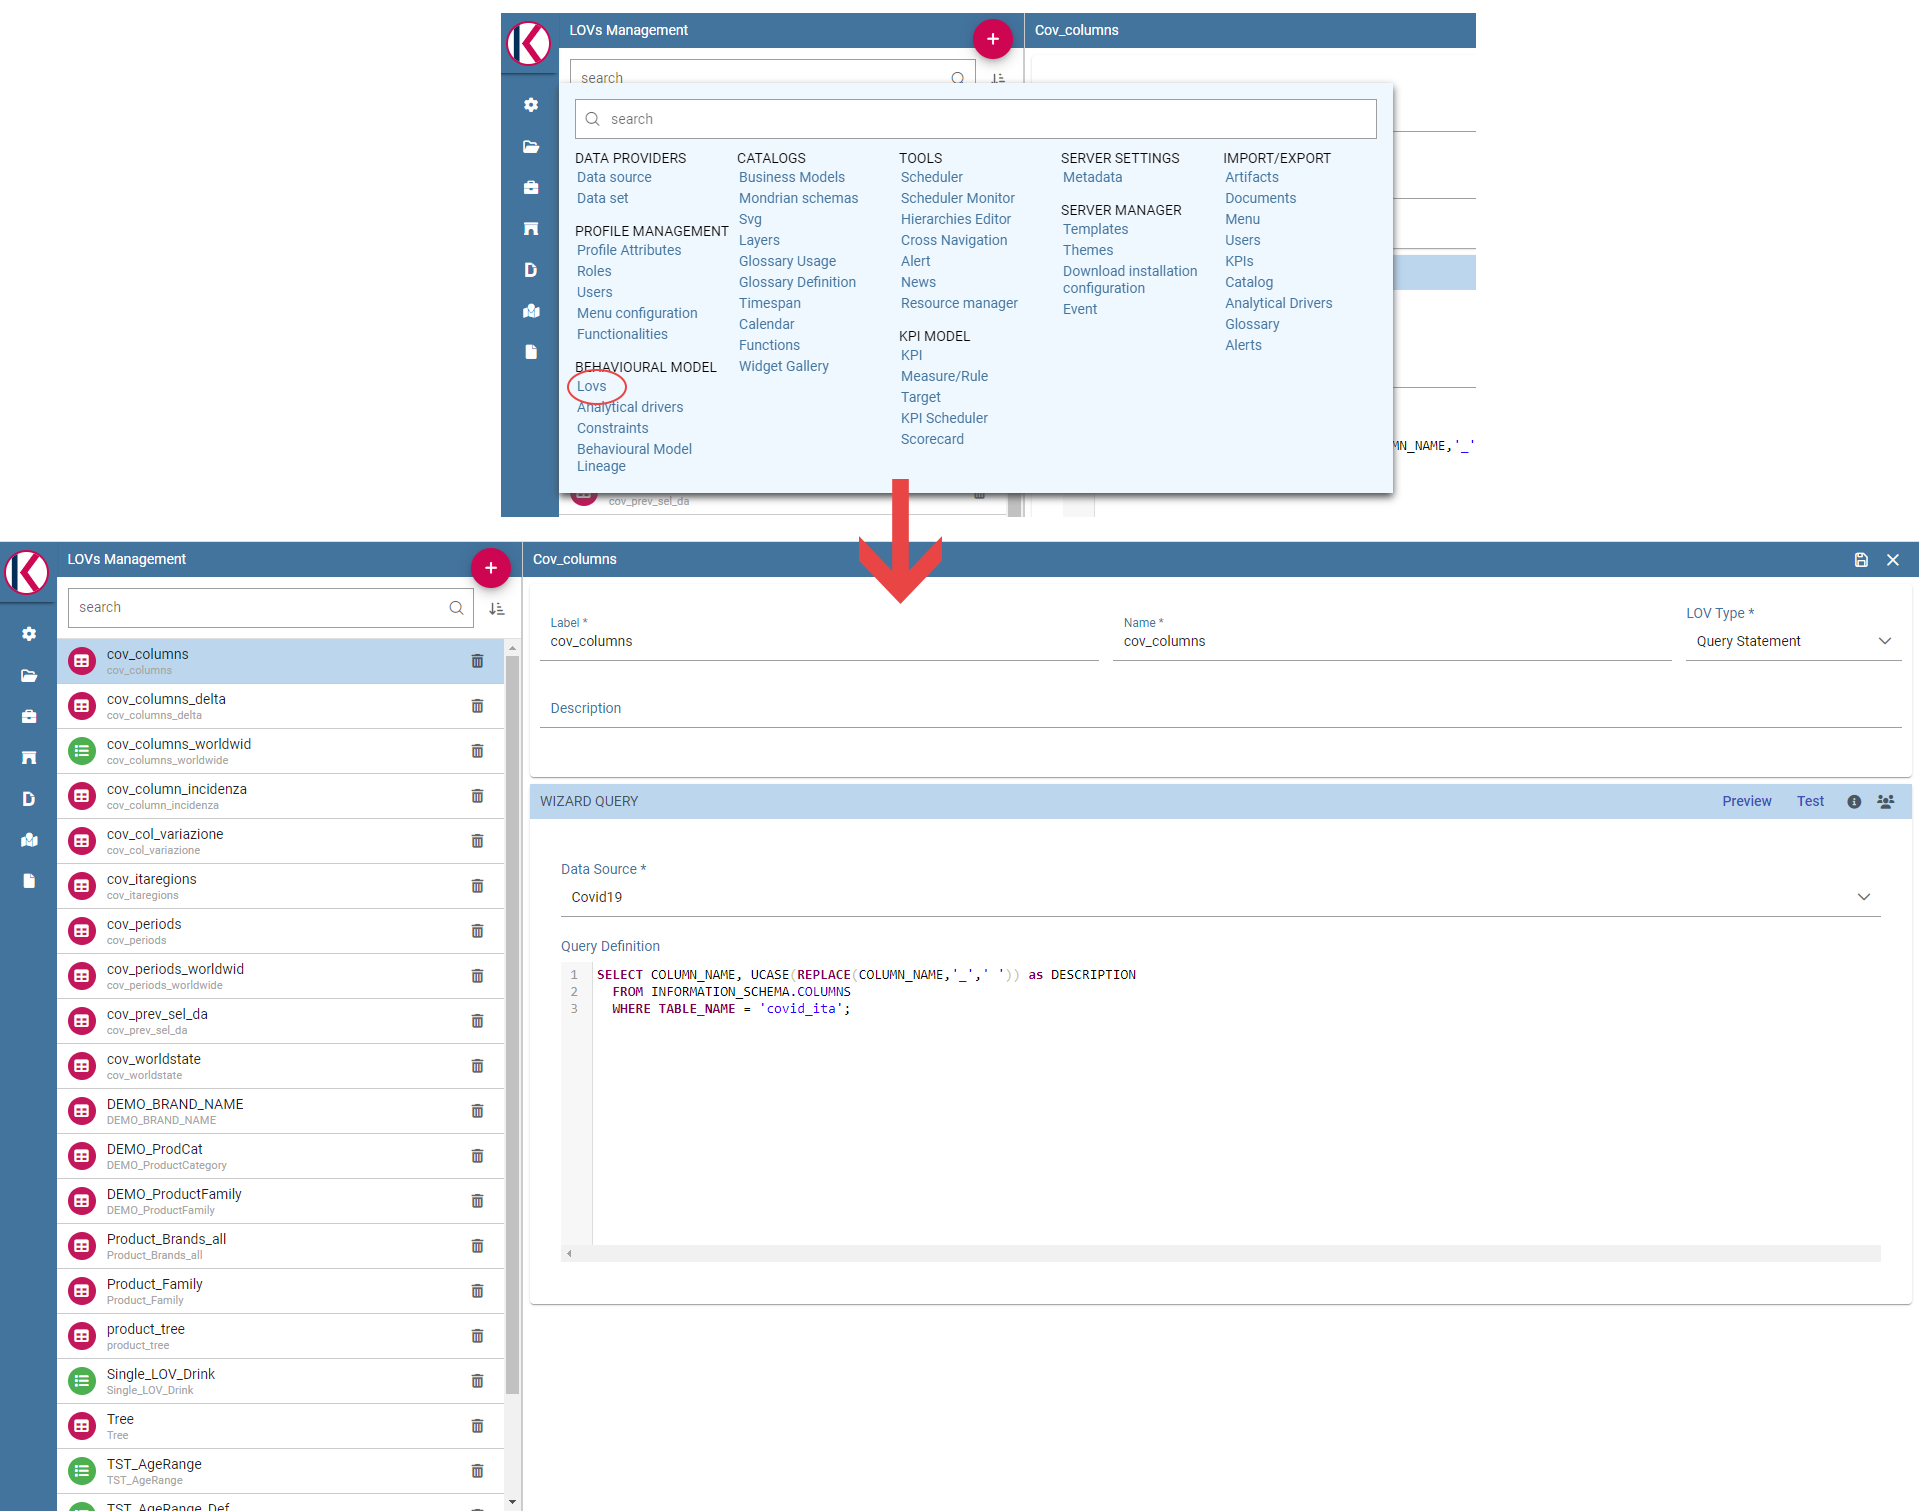 LOVs Management
+
Cov_columns
search
search
DATA PROVIDERS
Data source
Data set
PROFILE MANAGEMENT
Profile Attributes
Roles
Users
Menu configuration
Functionalities
BEHAVIOURAL MODEL
Lovs
Analytical drivers
Constraints
Behavioural Model
Lineage
CATALOGS
Business Models
Mondrian schemas
Svg
Layers
Glossary Usage
Glossary Definition
Timespan
Calendar
Functions
Widget Gallery
TOOLS
Scheduler
Scheduler Monitor
Hierarchies Editor
Cross Navigation
Alert
News
Resource manager
KPI MODEL
KPI
Measure/Rule
Target
KPI Scheduler
Scorecard
SERVER SETTINGS
Metadata
SERVER MANAGER
Templates
Themes
Download installation
configuration
Event
IMPORT/EXPORT
Artifacts
Documents
Menu
Users
KPIs
Catalog
Analytical Drivers
Glossary
Alerts
MN_NAME,'_'
cov_prev_sel_da
LOVs Management
+
search
cov_columns
cov_columns
cov_columns_delta
cov_columns_delta
cov_columns_worldwid
cov_columns_worldwide
cov_column_incidenza
cov_column_incidenza
cov_col_variazione
cov_col_variazione
cov_itaregions
cov_itaregions
cov_periods
cov_periods
cov_periods_worldwid
cov_periods_worldwide
cov_prev_sel_da
cov_prev_sel_da
cov_worldstate
cov_worldstate
DEMO_BRAND_NAME
DEMO_BRAND_NAME
DEMO_ProdCat
DEMO_ProductCategory
DEMO_ProductFamily
DEMO_ProductFamily
Product_Brands_all
Product_Brands_all
Product_Family
Product_Family
product_tree
product_tree
Single_LOV_Drink
Single_LOV_Drink
Tree
Tree
TST_AgeRange
TST_AgeRange
TST_AgeRange_Def
Cov_columns
Label *
cov_columns
Name *
cov_columns
LOV Type *
Query Statement
Description
WIZARD QUERY
Preview
Test
Data Source *
Covid19
Query Definition
1 SELECT COLUMN_NAME, UCASE(REPLACE(COLUMN_NAME,'_',' ')) as DESCRIPTION
2 FROM INFORMATION_SCHEMA.COLUMNS
3 WHERE TABLE_NAME = 'covid_ita';